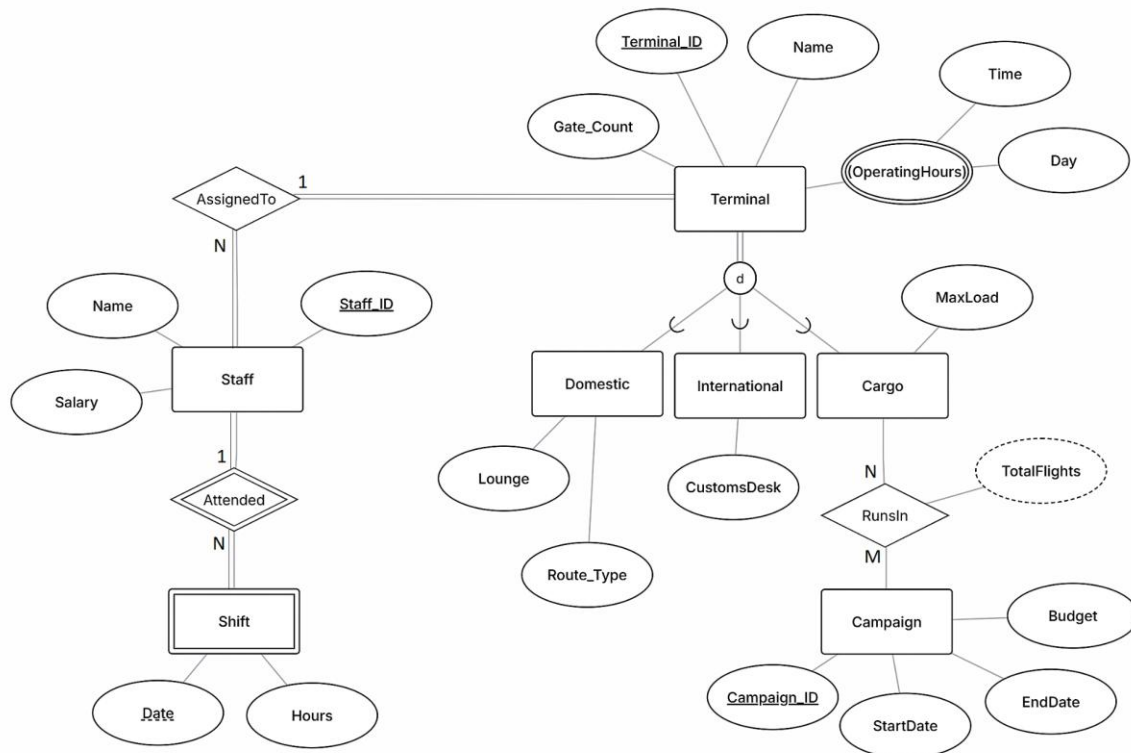 Terminal_ID
Name
Time
Gate_Count
(OperatingHours)
Day
1
AssignedTo
Terminal
N
d
Name
Staff_ID
MaxLoad
Staff
Domestic
International
Cargo
Salary
1
Lounge
CustomsDesk
N
TotalFlights
Attended
RunsIn
N
M
Route_Type
Shift
Campaign
Budget
Campaign_ID
EndDate
Date
Hours
StartDate